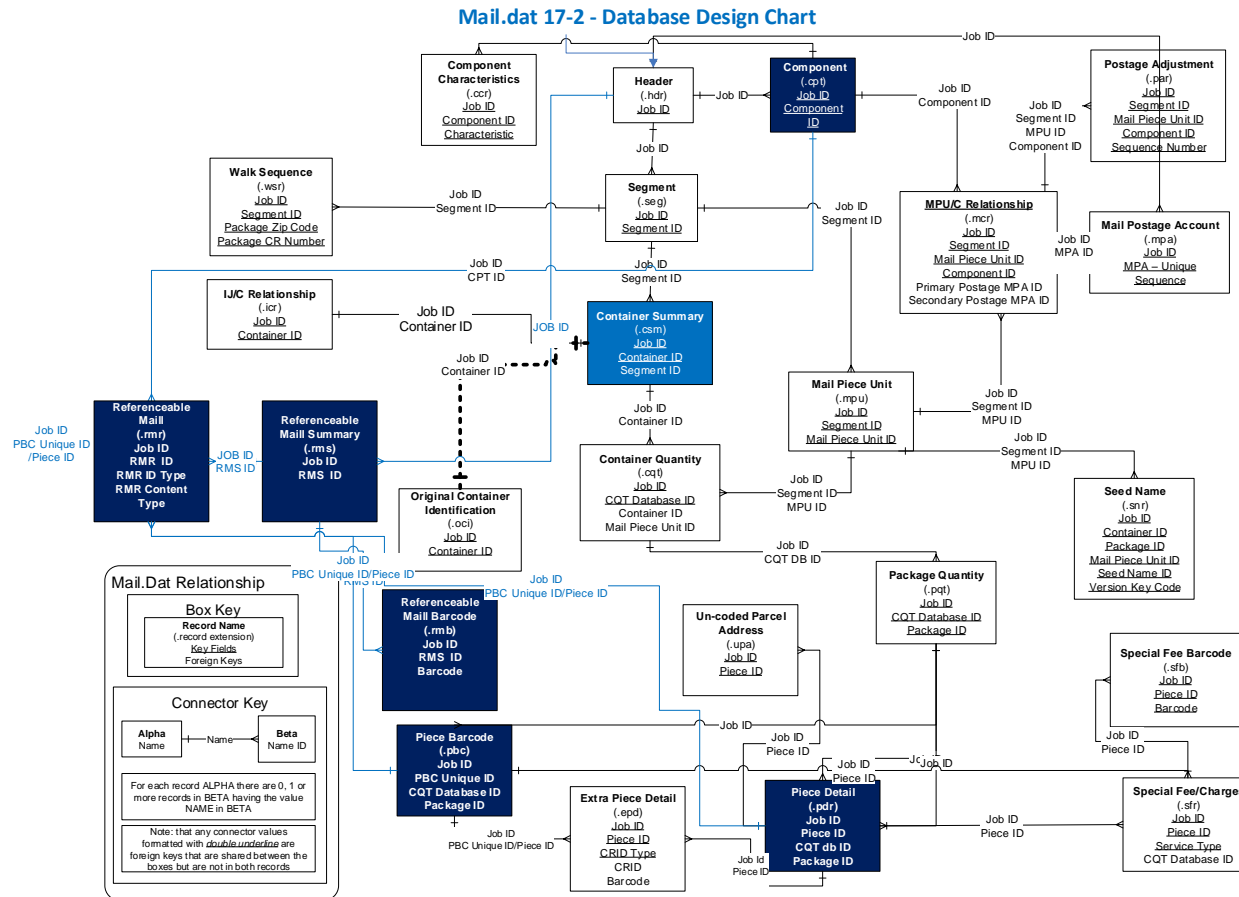 Mail.dat 17-2 - Database Design Chart
Job ID
Component
Characteristics
(.ccr)
Job ID
Component ID
Characteristic
Header
(.hdr)
Job ID
Job ID
Component
(.cpt)
Job ID
Component
ID
Job ID
Component ID
Job ID
Segment ID
MPU ID
Component ID
Postage Adjustment
(.par)
Job ID
Segment ID
Mail Piece Unit ID
Component ID
Sequence Number
Job ID
Walk Sequence
(.wsr)
Job ID
Segment ID
Package Zip Code
Package CR Number
Job ID
Segment ID
Segment
(.seg)
Job ID
Segment ID
Job ID
Segment ID
MPU/C Relationship
(.mcr)
Job ID
Segment ID
Mail Piece Unit ID
Component ID
Primary Postage MPA ID
Secondary Postage MPA ID
Job ID
MPA ID
Mail Postage Account
(.mpa)
Job ID
MPA – Unique
Sequence
Job ID
CPT ID
Job ID
Segment ID
IJ/C Relationship
(.icr)
Job ID
Container ID
Job ID
Container ID
JOB ID
Container Summary
(.csm)
Job ID
Container ID
Segment ID
Job ID
Container ID
Job ID
PBC Unique ID
/Piece ID
Referenceable
Maill
(.rmr)
Job ID
RMR ID
RMR ID Type
RMR Content
Type
JOB ID
RMS ID
Referenceable
Maill Summary
(.rms)
Job ID
RMS ID
Job ID
Container ID
Mail Piece Unit
(.mpu)
Job ID
Segment ID
Mail Piece Unit ID
Job ID
Segment ID
MPU ID
Job ID
Segment ID
MPU ID
Container Quantity
(.cqt)
Job ID
CQT Database ID
Container ID
Mail Piece Unit ID
Job ID
Segment ID
MPU ID
Seed Name
(.snr)
Job ID
Container ID
Package ID
Mail Piece Unit ID
Seed Name ID
Version Key Code
Original Container
Identification
(.oci)
Job ID
Container ID
Job ID
CQT DB ID
Job ID
PBC Unique ID/Piece ID
RMS ID
Job ID
PBC Unique ID/Piece ID
Package Quantity
(.pqt)
Job ID
CQT Database ID
Package ID
Mail.Dat Relationship
Box Key
Record Name
(.record extension)
Key Fields
Foreign Keys
Connector Key
Alpha
Name
Name
Beta
Name ID
For each record ALPHA there are 0, 1 or
more records in BETA having the value
NAME in BETA
Note: that any connector values
formatted with double underline are
foreign keys that are shared between the
boxes but are not in both records
Referenceable
Maill Barcode
(.rmb)
Job ID
RMS ID
Barcode
Un-coded Parcel
Address
(.upa)
Job ID
Piece ID
Special Fee Barcode
(.sfb)
Job ID
Piece ID
Barcode
Job ID
Piece Barcode
(.pbc)
Job ID
PBC Unique ID
CQT Database ID
Package ID
Job ID
Piece ID
Job ID
Piece ID
Job ID
Job ID
Job ID
Piece ID
Extra Piece Detail
(.epd)
Job ID
Piece ID
CRID Type
CRID
Barcode
Job ID
PBC Unique ID/Piece ID
Job Id
Piece ID
Piece Detail
(.pdr)
Job ID
Piece ID
CQT db ID
Package ID
Job ID
Piece ID
Special Fee/Charges
(.sfr)
Job ID
Piece ID
Service Type
CQT Database ID